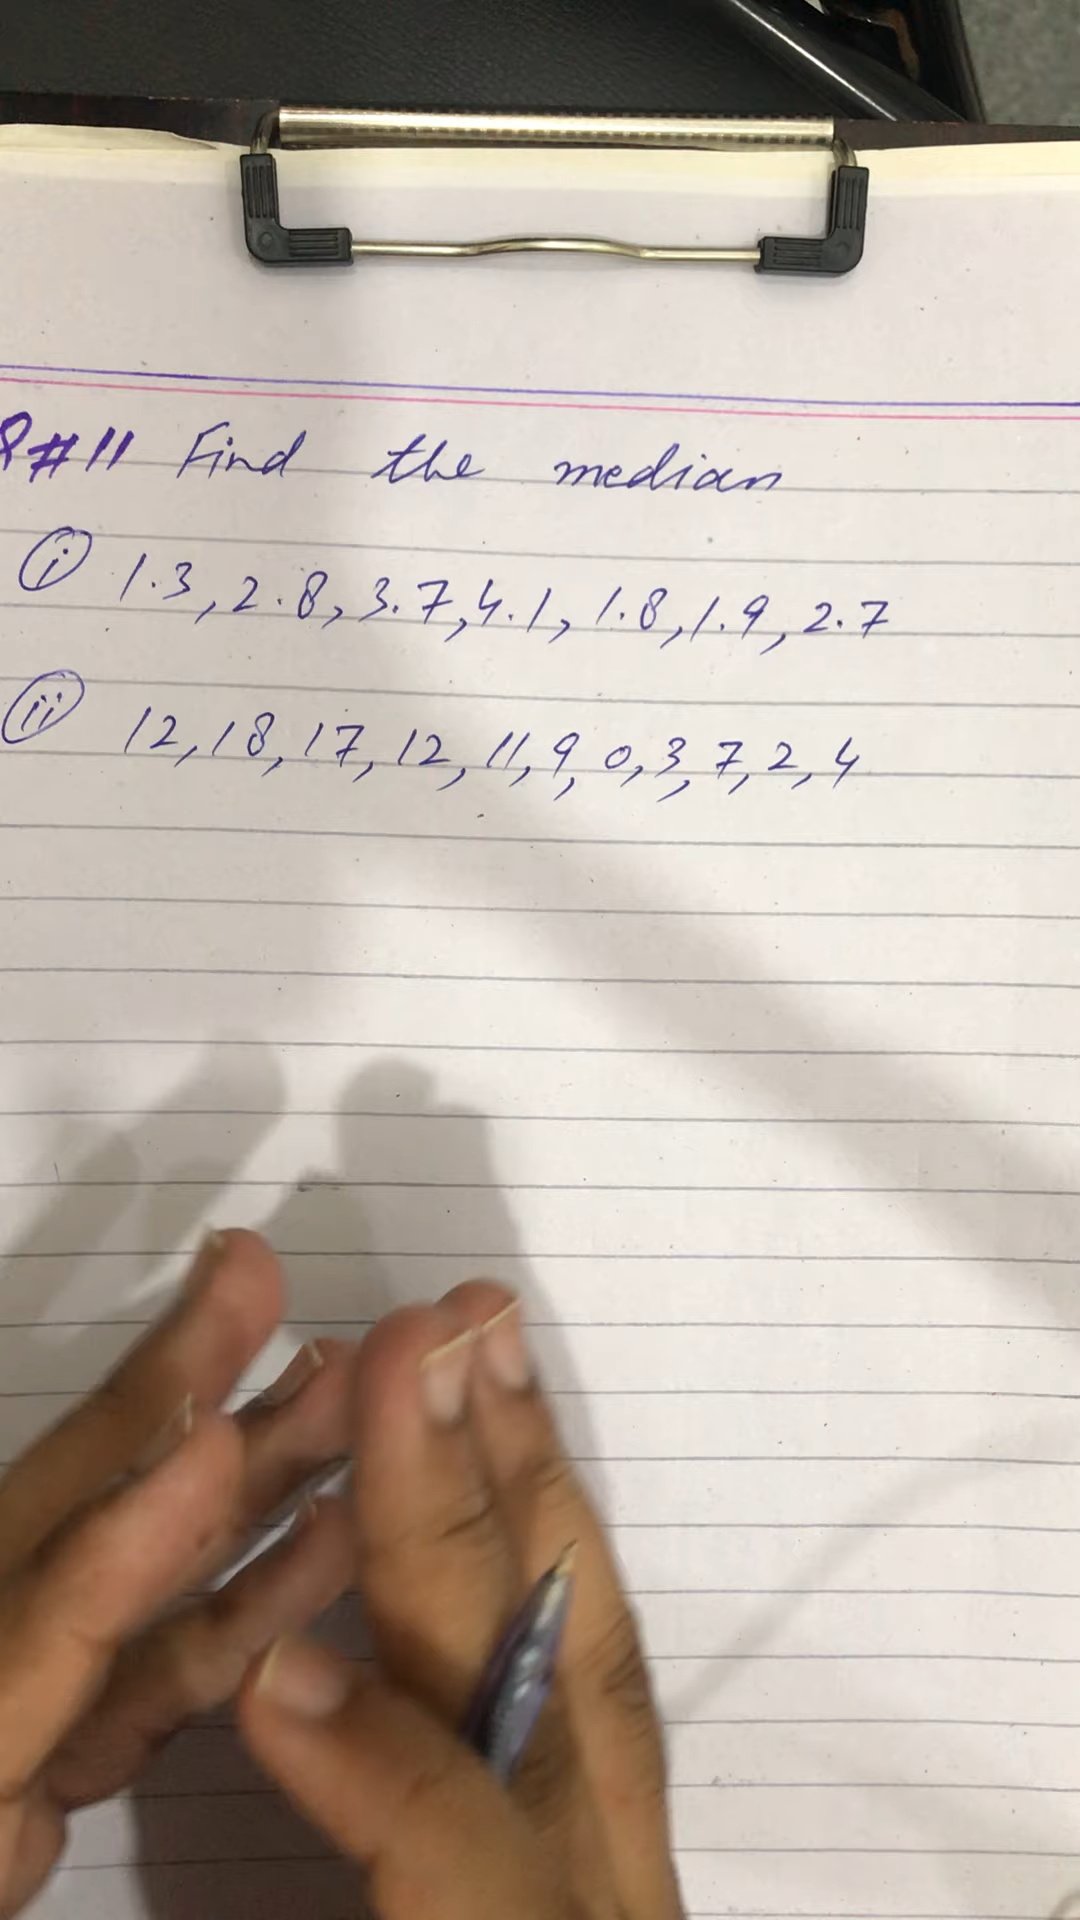 Q#11 Find the median
(i) 1.3, 2.8, 3.7, 4.1, 1.8, 1.9, 2.7
(ii) 12, 18, 17, 12, 11, 9, 0, 3, 7, 2, 4